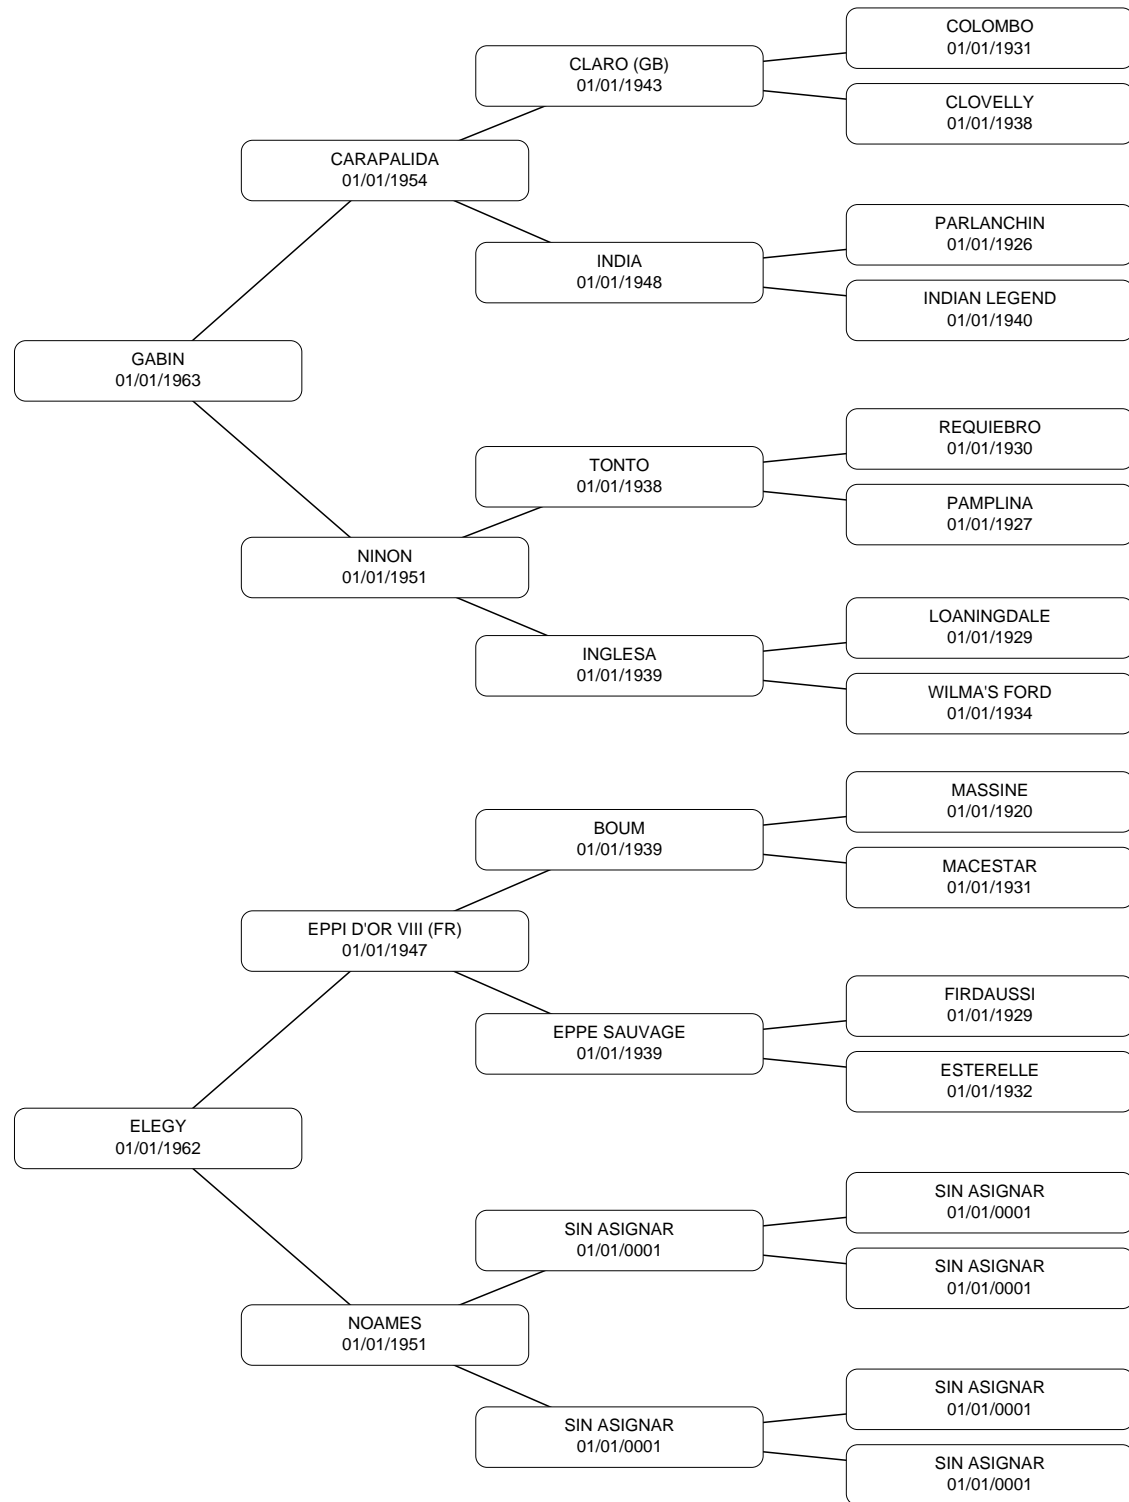 COLOMBO
01/01/1931
CLARO (GB)
01/01/1943
CLOVELLY
01/01/1938
CARAPALIDA
01/01/1954
PARLANCHIN
01/01/1926
INDIA
01/01/1948
INDIAN LEGEND
01/01/1940
GABIN
01/01/1963
REQUIEBRO
01/01/1930
TONTO
01/01/1938
PAMPLINA
01/01/1927
NINON
01/01/1951
LOANINGDALE
01/01/1929
INGLESA
01/01/1939
WILMA'S FORD
01/01/1934
MASSINE
01/01/1920
BOUM
01/01/1939
MACESTAR
01/01/1931
EPPI D'OR VIII (FR)
01/01/1947
FIRDAUSSI
01/01/1929
EPPE SAUVAGE
01/01/1939
ESTERELLE
01/01/1932
ELEGY
01/01/1962
SIN ASIGNAR
01/01/0001
SIN ASIGNAR
01/01/0001
SIN ASIGNAR
01/01/0001
NOAMES
01/01/1951
SIN ASIGNAR
01/01/0001
SIN ASIGNAR
01/01/0001
SIN ASIGNAR
01/01/0001